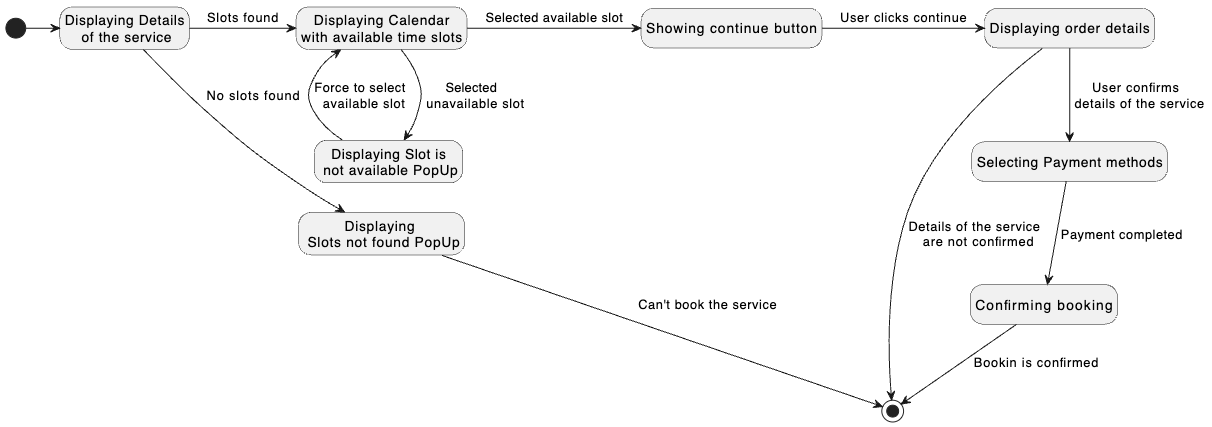 Displaying Details
of the service
Slots found
Displaying Calendar
with available time slots
Selected available slot
Showing continue button
User clicks continue
Displaying order details
No slots found
Force to select
available slot
Selected
unavailable slot
User confirms
details of the service
Displaying Slot is
not available PopUp
Selecting Payment methods
Displaying
Slots not found PopUp
Details of the service
are not confirmed
Payment completed
Can't book the service
Confirming booking
Bookin is confirmed